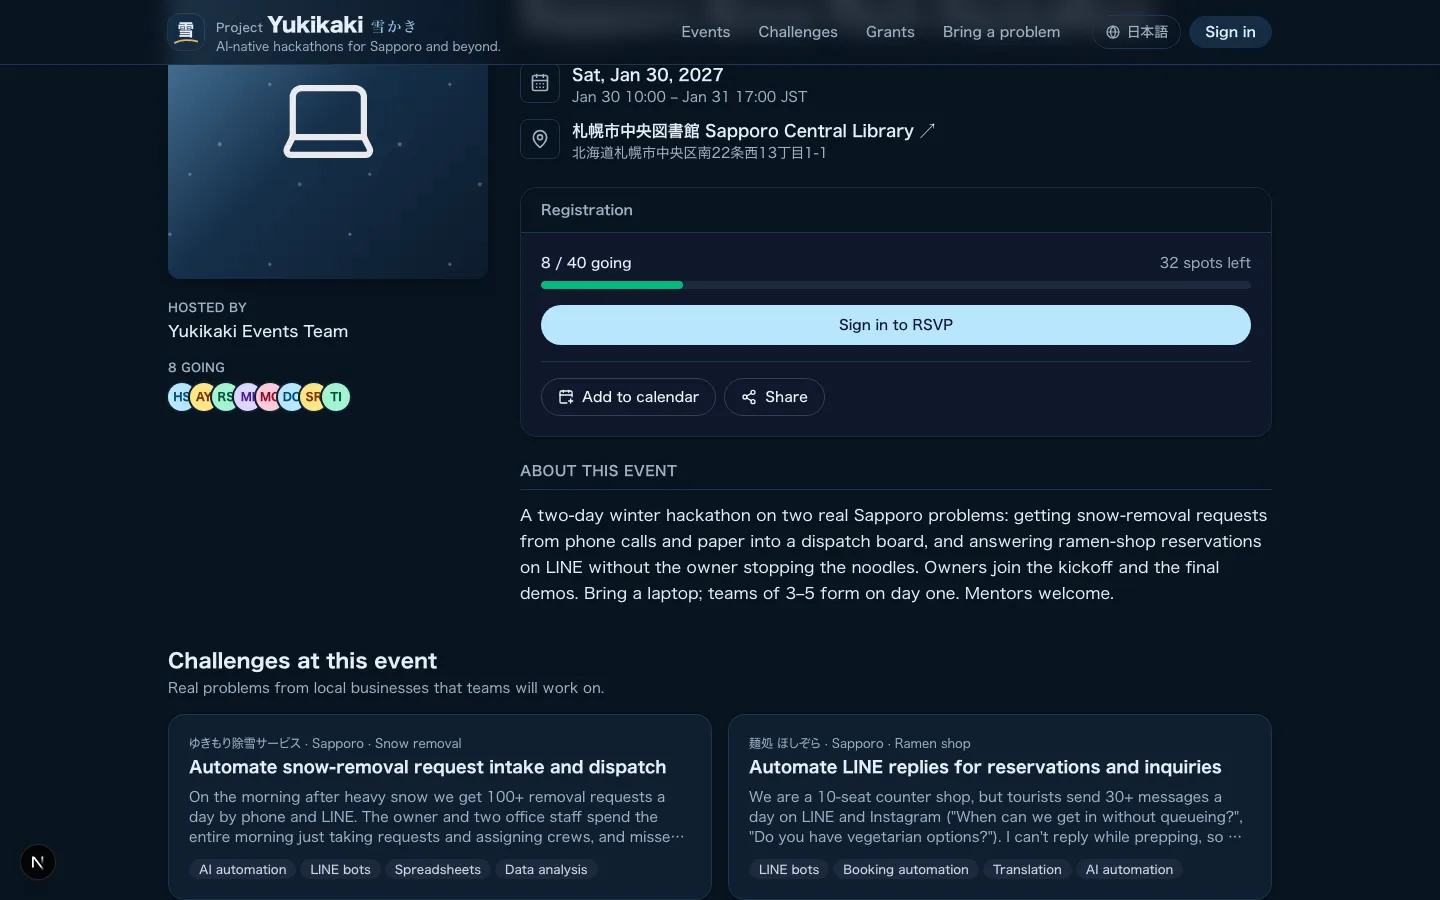 雪
Project Yukikaki 雪かき
AI-native hackathons for Sapporo and beyond.
Events
Challenges
Grants
Bring a problem
日本語
Sign in
Sat, Jan 30, 2027
Jan 30 10:00 – Jan 31 17:00 JST
札幌市中央図書館 Sapporo Central Library ↗
北海道札幌市中央区南22条西13丁目1-1
HOSTED BY
Yukikaki Events Team
8 GOING
HS AY RS MC DC SR TI
Registration
8 / 40 going
32 spots left
Sign in to RSVP
Add to calendar
Share
ABOUT THIS EVENT
A two-day winter hackathon on two real Sapporo problems: getting snow-removal requests
from phone calls and paper into a dispatch board, and answering ramen-shop reservations
on LINE without the owner stopping the noodles. Owners join the kickoff and the final
demos. Bring a laptop; teams of 3–5 form on day one. Mentors welcome.
Challenges at this event
Real problems from local businesses that teams will work on.
ゆきもり除雪サービス · Sapporo · Snow removal
Automate snow-removal request intake and dispatch
On the morning after heavy snow we get 100+ removal requests a
day by phone and LINE. The owner and two office staff spend the
entire morning just taking requests and assigning crews, and misse…
AI automation
LINE bots
Spreadsheets
Data analysis
麺処 ほしぞら · Sapporo · Ramen shop
Automate LINE replies for reservations and inquiries
We are a 10-seat counter shop, but tourists send 30+ messages a
day on LINE and Instagram ("When can we get in without queueing?",
"Do you have vegetarian options?"). I can't reply while prepping, so …
LINE bots
Booking automation
Translation
AI automation
N